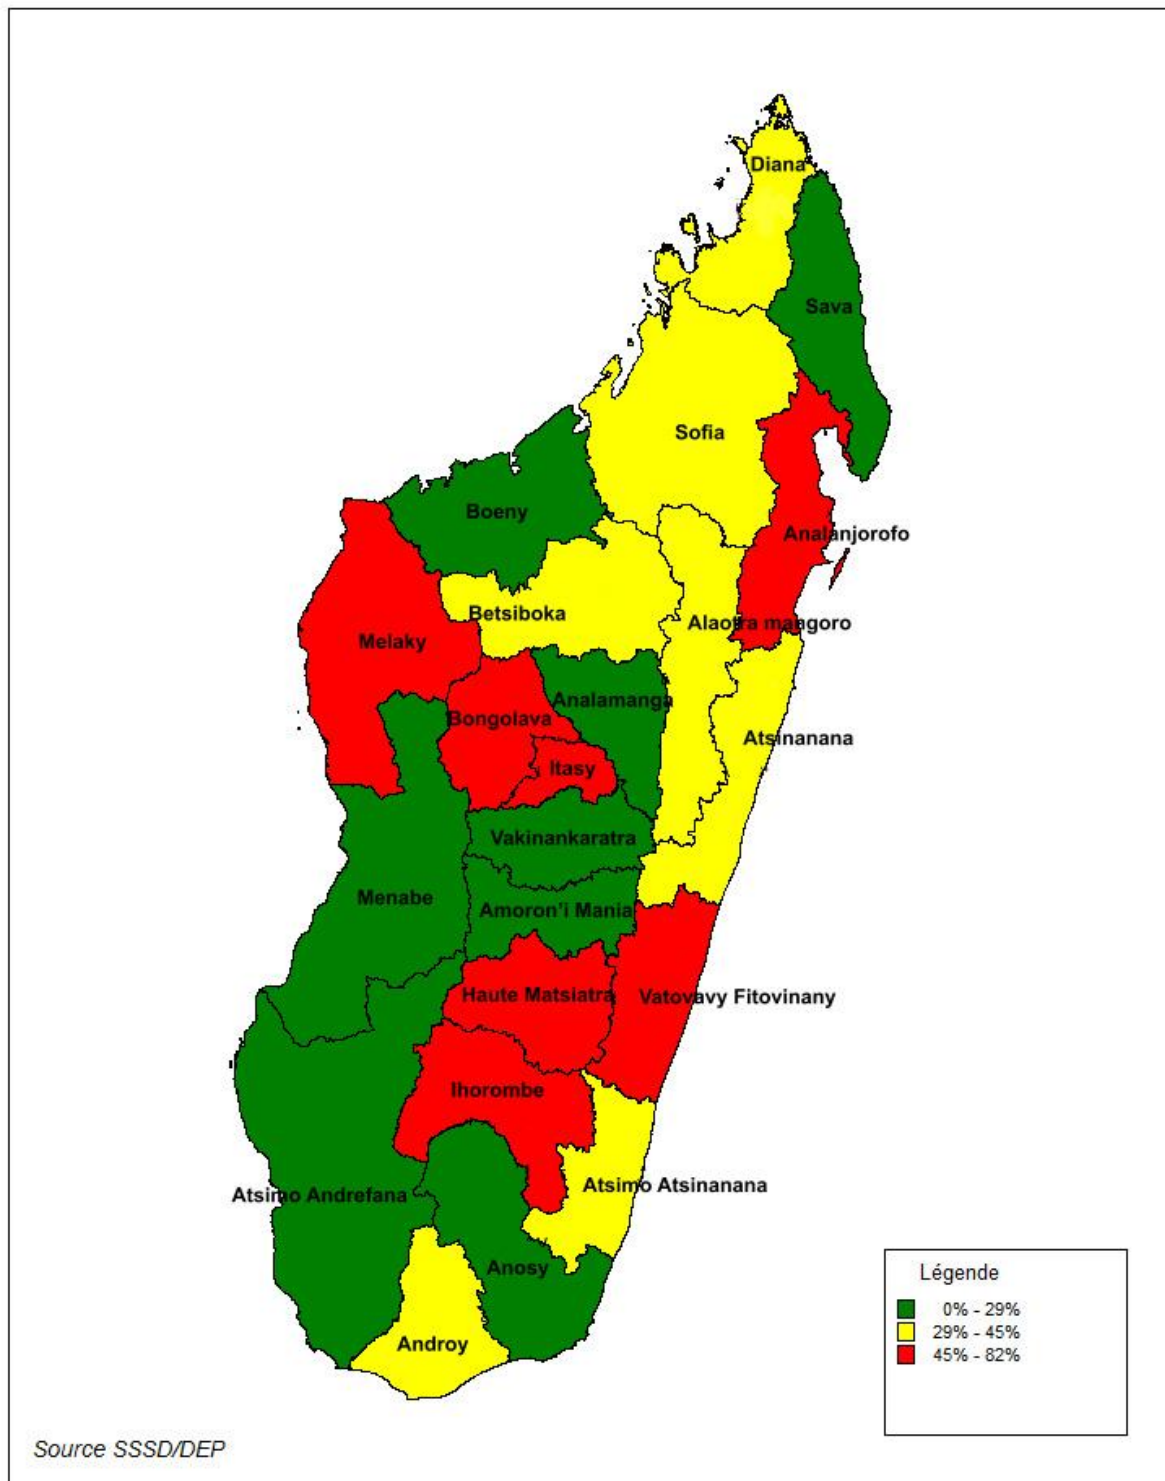 Diana
Sava
Sofia
Boeny
Analanjorofo
Betsiboka
Alaotra mangoro
Melaky
Analamanga
Bongolava
Atsinanana
Itasy
Vakinankaratra
Menabe
Amoron'i Mania
Haute Matsiatra
Vatovavy Fitovinany
Ihorombe
Atsimo Atsinanana
Atsimo Andrefana
Anosy
Androy
Légende
0% - 29%
29% - 45%
45% - 82%
Source SSSD/DEP